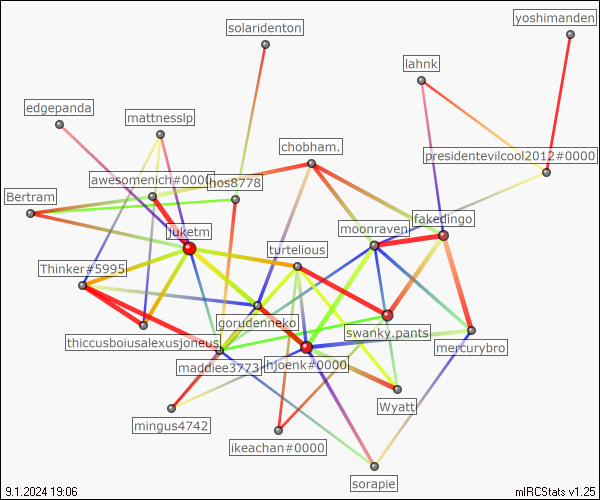 yoshimanden
solaridenton
lahnk
edgepanda
mattnesslp
chobham.
presidentevilcool2012#0000
awesomenich#0000
hos8778
Bertram
fakedingo
moonraven
juketm
turtelious
Thinker#5995
gorudenneko
swanky.pants
thiccusboiusalexusjoneus
mercurybro
maddiee3773
hjoenk#0000
Wyatt
mingus4742
ikeachan#0000
sorapie
9.1.2024 19:06
mIRCStats v1.25